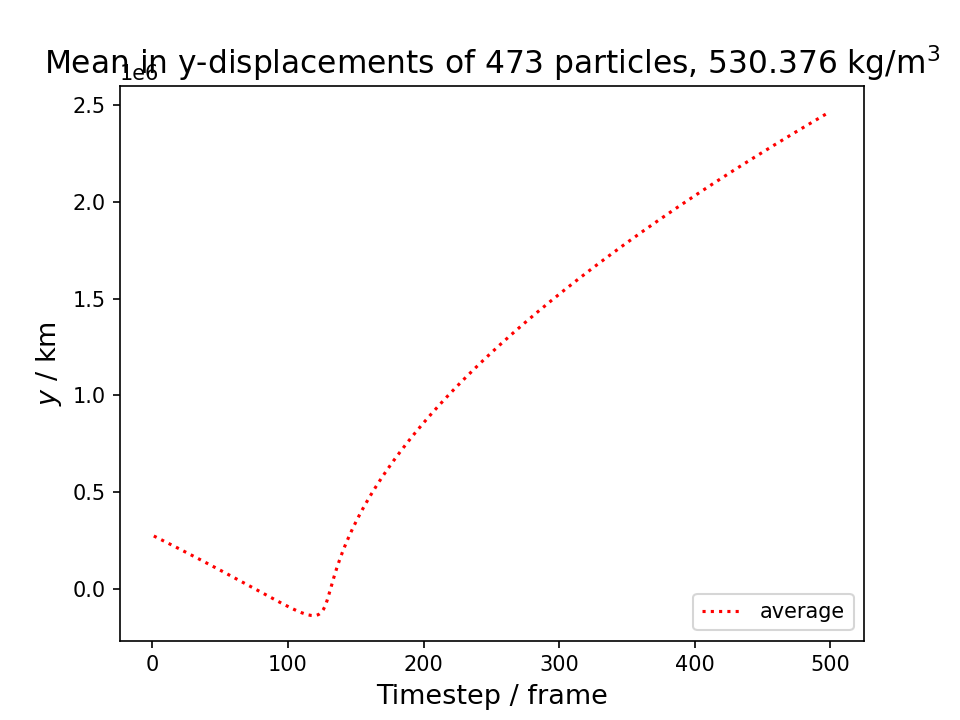 Mean in y-displacements of 473 particles, 530.376 kg/m³
1e6
2.5
2.0
1.5
1.0
0.5
0.0
y / km
0 100 200 300 400 500
Timestep / frame
average